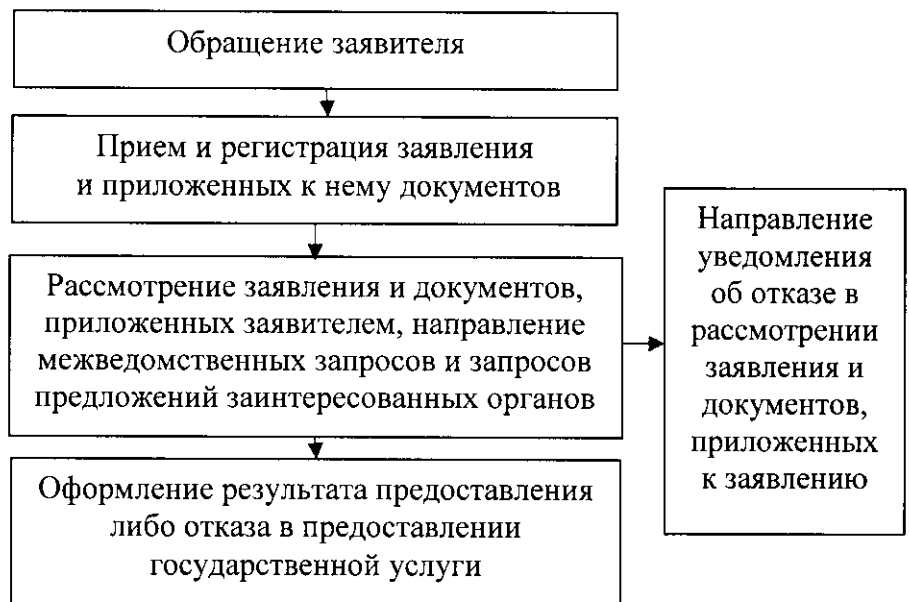 Обращение заявителя
Прием и регистрация заявления
и приложенных к нему документов
Рассмотрение заявления и документов,
приложенных заявителем, направление
межведомственных запросов и запросов
предложений заинтересованных органов
Направление
уведомления
об отказе в
рассмотрении
заявления и
документов,
приложенных
к заявлению
Оформление результата предоставления
либо отказа в предоставлении
государственной услуги